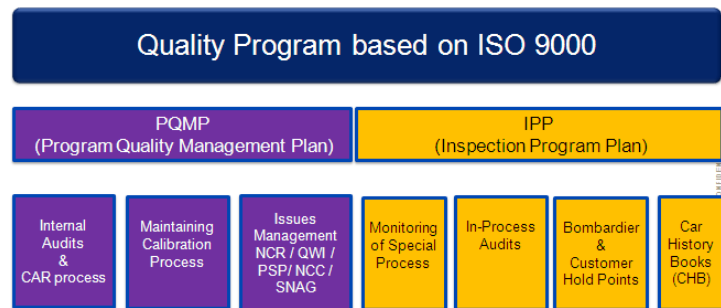 Quality Program based on ISO 9000
PQMP
(Program Quality Management Plan)
IPP
(Inspection Program Plan)
Internal
Audits
&
CAR process
Maintaining
Calibration
Process
Issues
Management
NCR / QWI /
PSP/ NCC /
SNAG
Monitoring
of Special
Process
In-Process
Audits
Bombardier
&
Customer
Hold Points
Car
History
Books
(CHB)